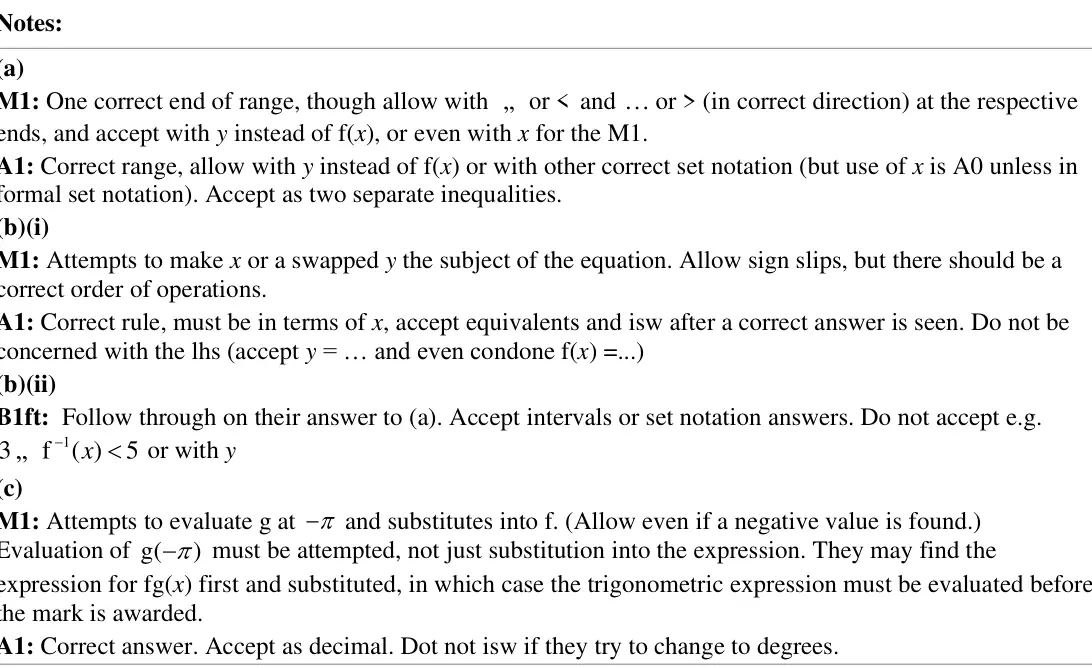 Notes:
(a)
M1: One correct end of range, though allow with „ or < and … or > (in correct direction) at the respective
ends, and accept with y instead of f(x), or even with x for the M1.
A1: Correct range, allow with y instead of f(x) or with other correct set notation (but use of x is A0 unless in
formal set notation). Accept as two separate inequalities.
(b)(i)
M1: Attempts to make x or a swapped y the subject of the equation. Allow sign slips, but there should be a
correct order of operations.
A1: Correct rule, must be in terms of x, accept equivalents and isw after a correct answer is seen. Do not be
concerned with the lhs (accept y = … and even condone f(x) =...)
(b)(ii)
B1ft: Follow through on their answer to (a). Accept intervals or set notation answers. Do not accept e.g.
3 „ f⁻¹(x) < 5 or with y
(c)
M1: Attempts to evaluate g at −π and substitutes into f. (Allow even if a negative value is found.)
Evaluation of g(−π) must be attempted, not just substitution into the expression. They may find the
expression for fg(x) first and substituted, in which case the trigonometric expression must be evaluated before
the mark is awarded.
A1: Correct answer. Accept as decimal. Dot not isw if they try to change to degrees.